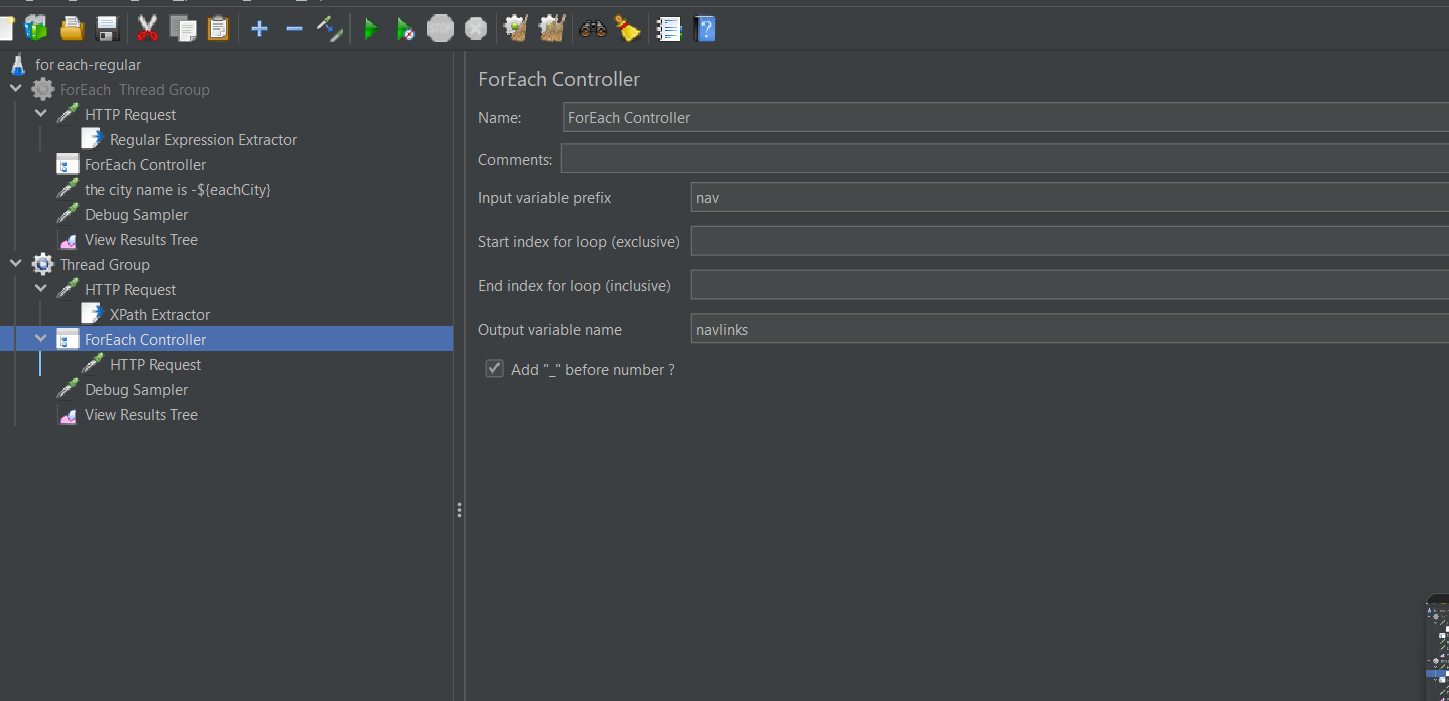 for each-regular
ForEach Thread Group
HTTP Request
Regular Expression Extractor
ForEach Controller
the city name is -${eachCity}
Debug Sampler
View Results Tree
Thread Group
HTTP Request
XPath Extractor
ForEach Controller
HTTP Request
Debug Sampler
View Results Tree
ForEach Controller
Name: ForEach Controller
Comments:
Input variable prefix nav
Start index for loop (exclusive)
End index for loop (inclusive)
Output variable name navlinks
Add "_" before number ?